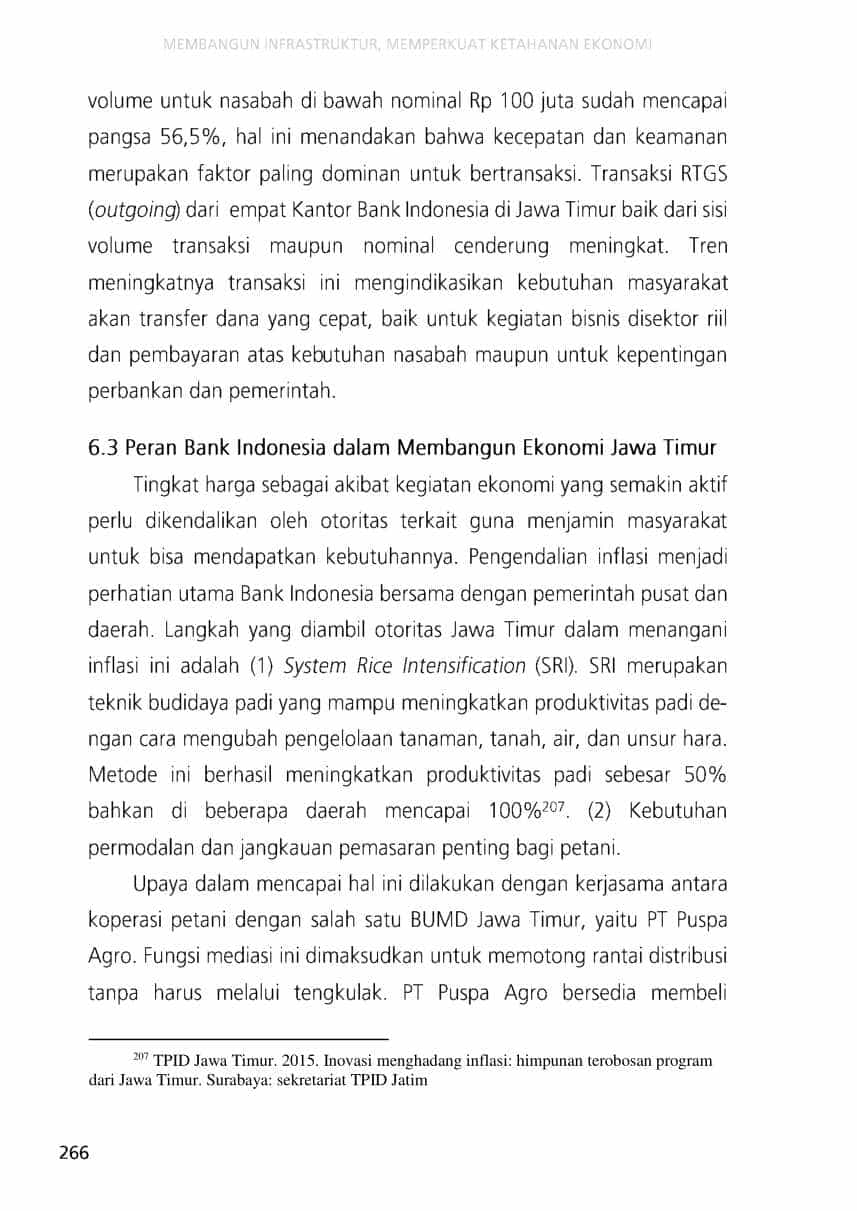 MEMBANGUN INFRASTRUKTUR, MEMPERKUAT KETAHANAN EKONOMI
volume untuk nasabah di bawah nominal Rp 100 juta sudah mencapai
pangsa 56,5%, hal ini menandakan bahwa kecepatan dan keamanan
merupakan faktor paling dominan untuk bertransaksi. Transaksi RTGS
(outgoing) dari empat Kantor Bank Indonesia di Jawa Timur baik dari sisi
volume transaksi maupun nominal cenderung meningkat. Tren
meningkatnya transaksi ini mengindikasikan kebutuhan masyarakat
akan transfer dana yang cepat, baik untuk kegiatan bisnis disektor riil
dan pembayaran atas kebutuhan nasabah maupun untuk kepentingan
perbankan dan pemerintah.
6.3 Peran Bank Indonesia dalam Membangun Ekonomi Jawa Timur
Tingkat harga sebagai akibat kegiatan ekonomi yang semakin aktif
perlu dikendalikan oleh otoritas terkait guna menjamin masyarakat
untuk bisa mendapatkan kebutuhannya. Pengendalian inflasi menjadi
perhatian utama Bank Indonesia bersama dengan pemerintah pusat dan
daerah. Langkah yang diambil otoritas Jawa Timur dalam menangani
inflasi ini adalah (1) System Rice Intensification (SRI). SRI merupakan
teknik budidaya padi yang mampu meningkatkan produktivitas padi de-
ngan cara mengubah pengelolaan tanaman, tanah, air, dan unsur hara.
Metode ini berhasil meningkatkan produktivitas padi sebesar 50%
bahkan di beberapa daerah mencapai 100%207. (2) Kebutuhan
permodalan dan jangkauan pemasaran penting bagi petani.
Upaya dalam mencapai hal ini dilakukan dengan kerjasama antara
koperasi petani dengan salah satu BUMD Jawa Timur, yaitu PT Puspa
Agro. Fungsi mediasi ini dimaksudkan untuk memotong rantai distribusi
tanpa harus melalui tengkulak. PT Puspa Agro bersedia membeli
207 TPID Jawa Timur. 2015. Inovasi menghadang inflasi: himpunan terobosan program
dari Jawa Timur. Surabaya: sekretariat TPID Jatim
266